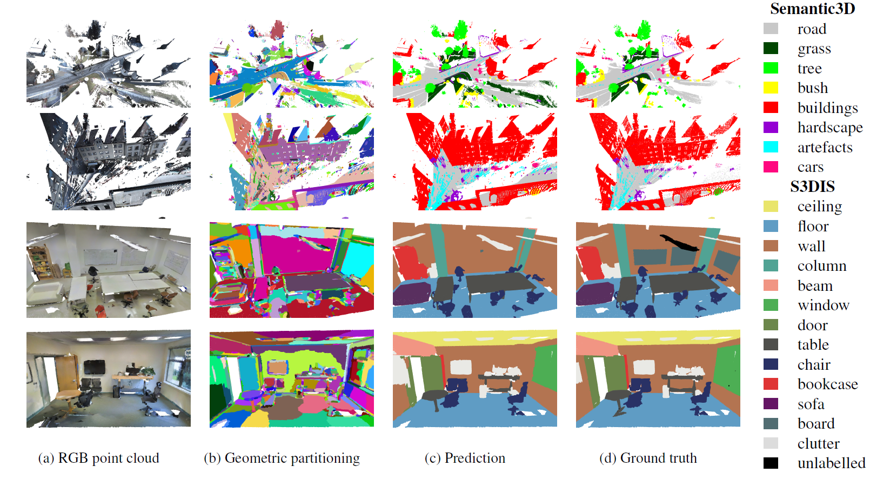 Semantic3D
road
grass
tree
bush
buildings
hardscape
artefacts
cars
S3DIS
ceiling
floor
wall
column
beam
window
door
table
chair
bookcase
sofa
board
clutter
unlabelled
(a) RGB point cloud
(b) Geometric partitioning
(c) Prediction
(d) Ground truth